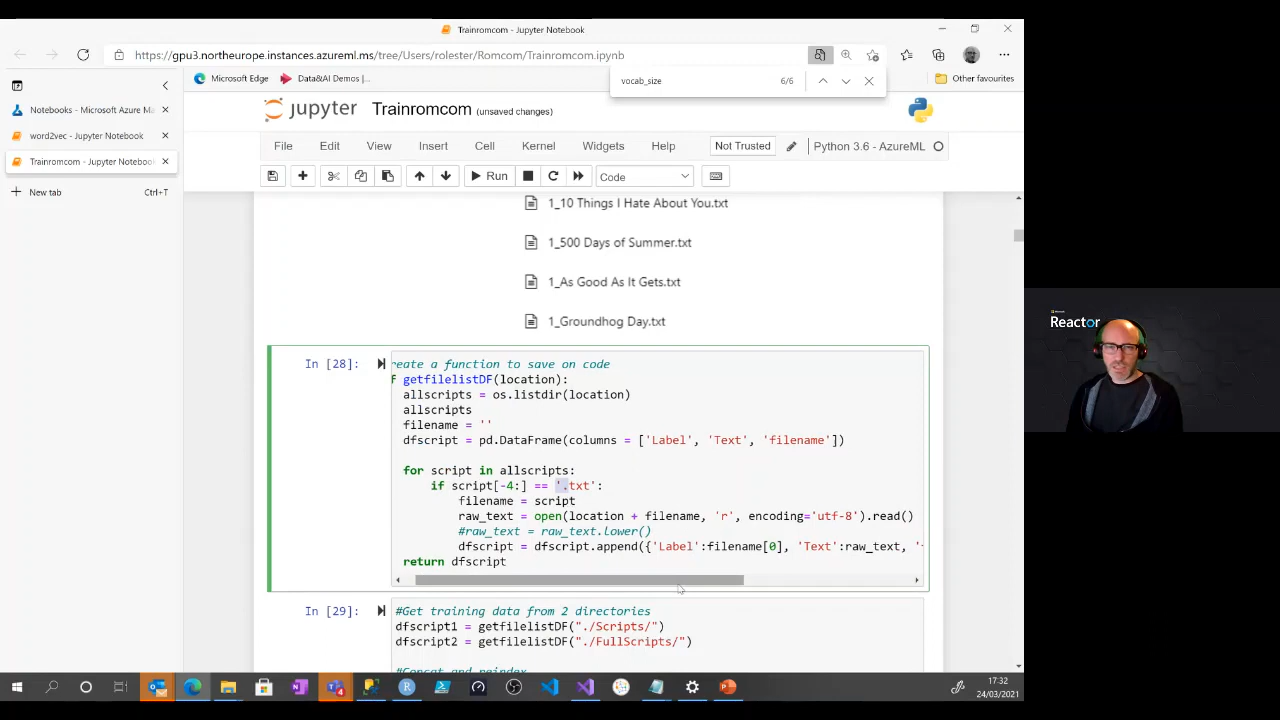 Trainromcom - Jupyter Notebook
https://gpu3.northeurope.instances.azureml.ms/tree/Users/rolester/Romcom/Trainromcom.ipynb
Microsoft Edge
Data&AI Demos |...
Other favourites
vocab_size
6/6
Notebooks - Microsoft Azure Ma
word2vec - Jupyter Notebook
Trainromcom - Jupyter Notebook
New tab
Ctrl+T
jupyter
Trainromcom (unsaved changes)
File
Edit
View
Insert
Cell
Kernel
Widgets
Help
Not Trusted
Python 3.6 - AzureML
Run
Code
1_10 Things I Hate About You.txt
1_500 Days of Summer.txt
1_As Good As It Gets.txt
1_Groundhog Day.txt
In [28]:
reate a function to save on code
f getfilelistDF(location):
allscripts = os.listdir(location)
allscripts
filename = ''
dfscript = pd.DataFrame(columns = ['Label', 'Text', 'filename'])
for script in allscripts:
if script[-4:] == '.txt':
filename = script
raw_text = open(location + filename, 'r', encoding='utf-8').read()
#raw_text = raw_text.lower()
dfscript = dfscript.append({'Label':filename[0], 'Text':raw_text, '
return dfscript
In [29]:
#Get training data from 2 directories
dfscript1 = getfilelistDF("./Scripts/")
dfscript2 = getfilelistDF("./FullScripts/")
#Concat and reindex
17:32
24/03/2021
Microsoft
Reactor